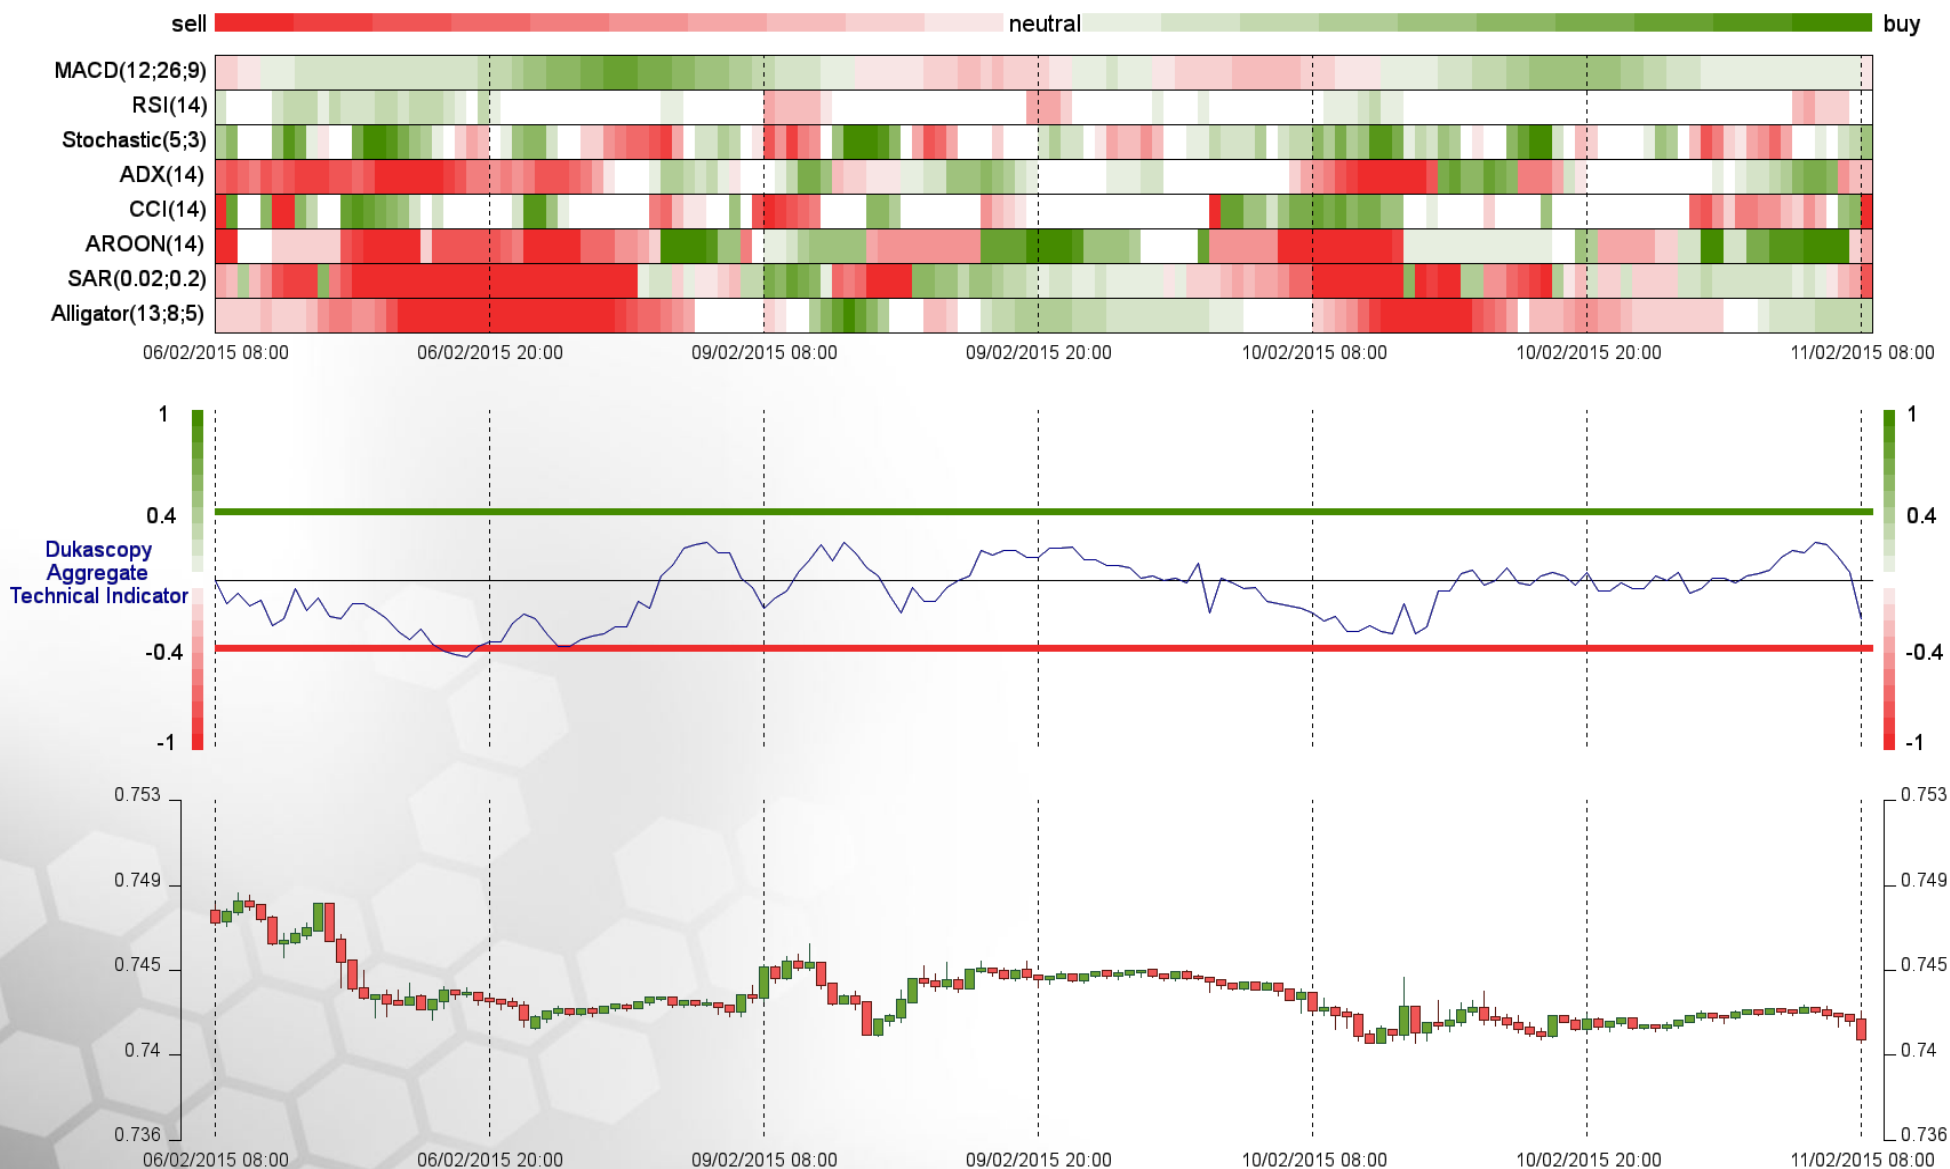 sell neutral buy
MACD(12;26;9)
RSI(14)
Stochastic(5;3)
ADX(14)
CCI(14)
AROON(14)
SAR(0.02;0.2)
Alligator(13;8;5)
06/02/2015 08:00 06/02/2015 20:00 09/02/2015 08:00 09/02/2015 20:00 10/02/2015 08:00 10/02/2015 20:00 11/02/2015 08:00
1 1
0.4 0.4
Dukascopy
Aggregate
Technical Indicator
-0.4 -0.4
-1 -1
0.753 0.753
0.749 0.749
0.745 0.745
0.74 0.74
0.736 0.736
06/02/2015 08:00 06/02/2015 20:00 09/02/2015 08:00 09/02/2015 20:00 10/02/2015 08:00 10/02/2015 20:00 11/02/2015 08:00